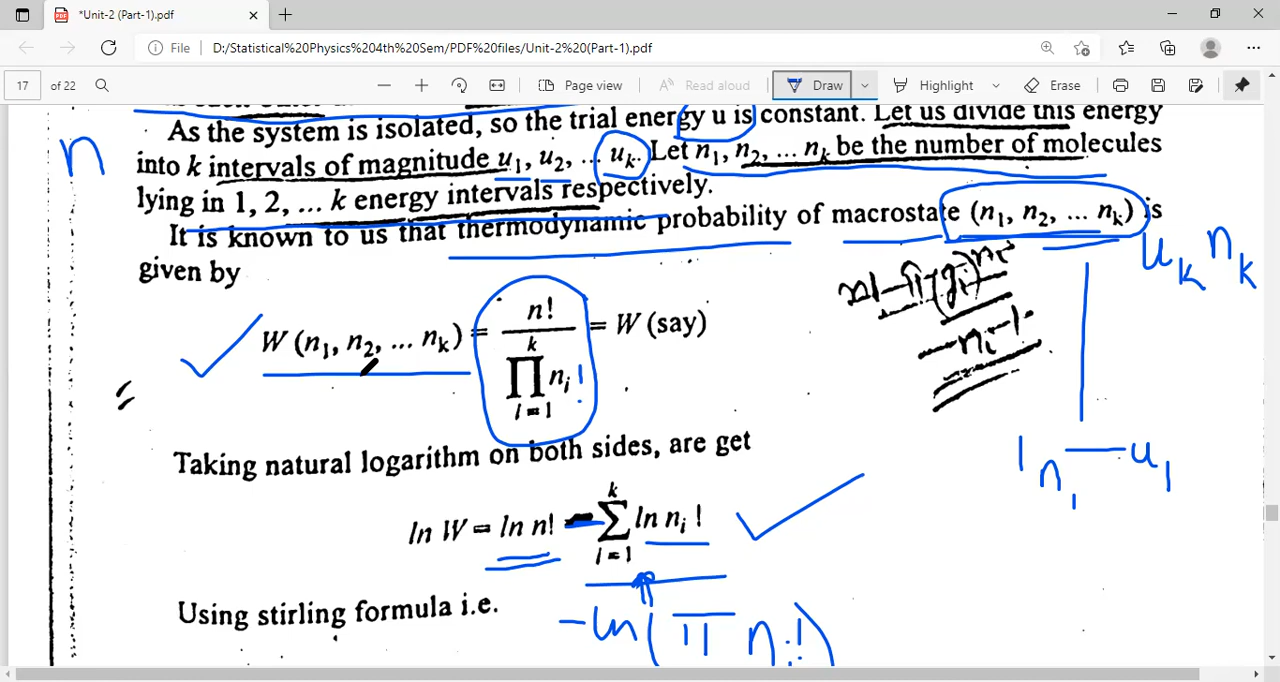 *Unit-2 (Part-1).pdf
File D:/Statistical%20Physics%204th%20Sem/PDF%20files/Unit-2%20(Part-1).pdf
17 of 22 Page view Read aloud Draw Highlight Erase
As the system is isolated, so the trial energy u is constant. Let us divide this energy
n
into k intervals of magnitude u₁, u₂, ... uₖ. Let n₁, n₂, ... nₖ be the number of molecules
lying in 1, 2, ... k energy intervals respectively.
It is known to us that thermodynamic probability of macrostate (n₁, n₂, ... nₖ) is
given by
uₖ nₖ
W (n₁, n₂, ... nₖ) = n! / ∏ᵢ₌₁ᵏ nᵢ! = W (say)
Taking natural logarithm on both sides, are get
1 n₁ u₁
ln W = ln n! − ∑ᵢ₌₁ᵏ ln nᵢ !
Using stirling formula i.e.
-ln(∏ nᵢ!)